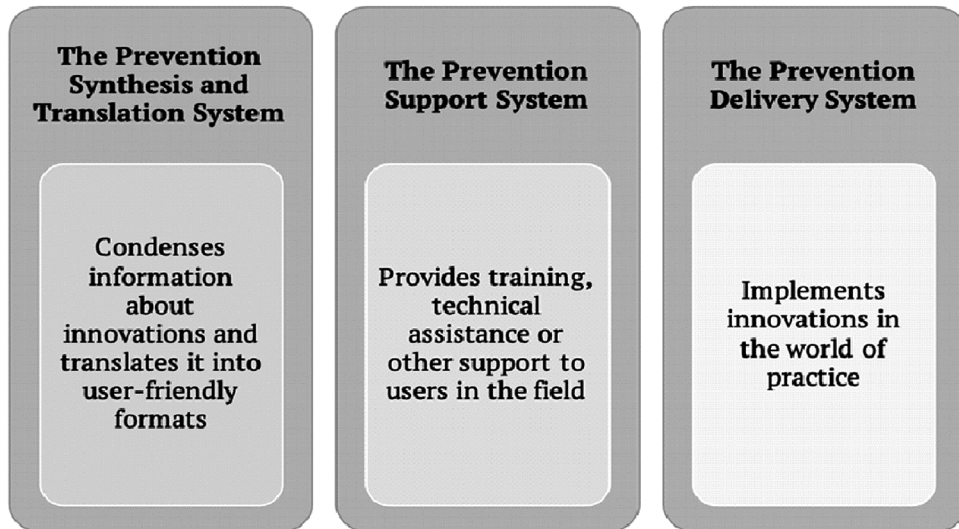 The Prevention
Synthesis and
Translation System
Condenses
information
about
innovations and
translates it into
user-friendly
formats
The Prevention
Support System
Provides training,
technical
assistance or
other support to
users in the field
The Prevention
Delivery System
Implements
innovations in
the world of
practice